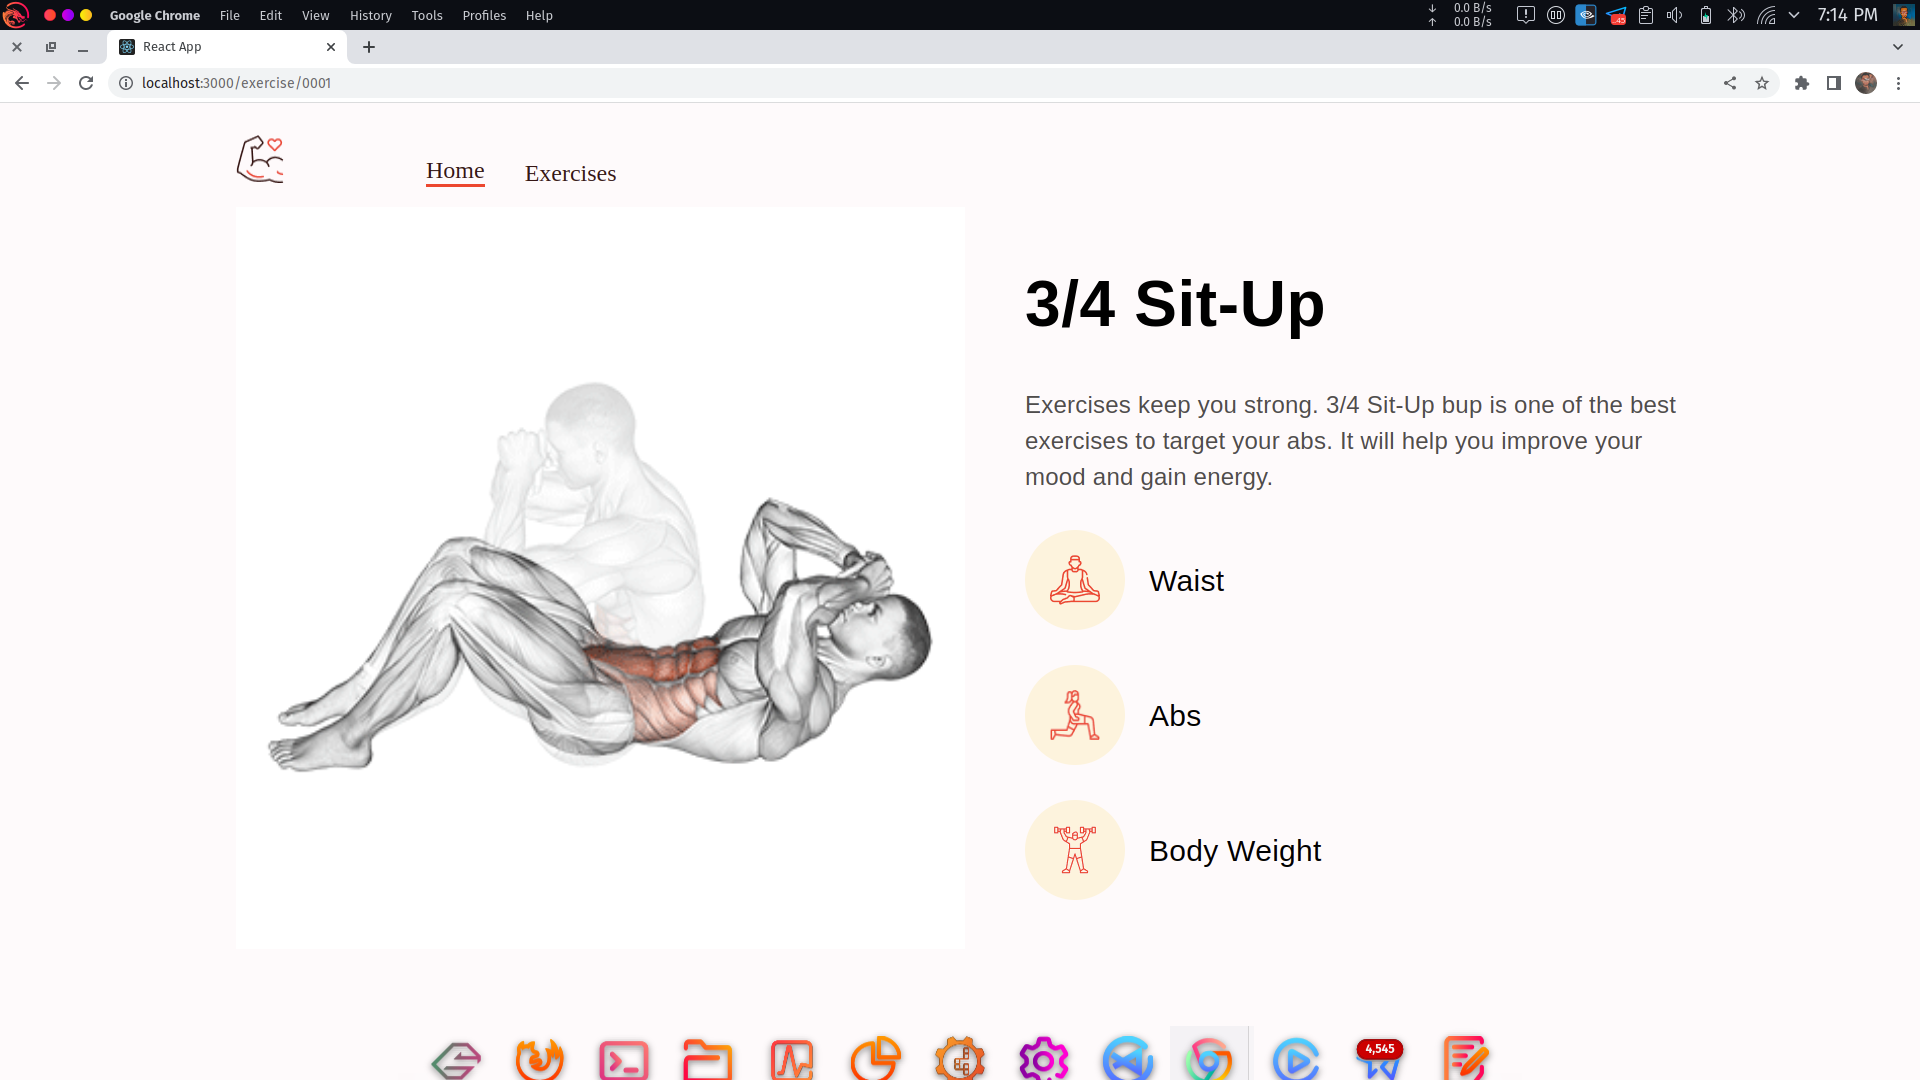 Google Chrome File Edit View History Tools Profiles Help
0.0 B/s
0.0 B/s
45
7:14 PM
React App
localhost:3000/exercise/0001
Home Exercises
3/4 Sit-Up
Exercises keep you strong. 3/4 Sit-Up bup is one of the best
exercises to target your abs. It will help you improve your
mood and gain energy.
Waist
Abs
Body Weight
4,545